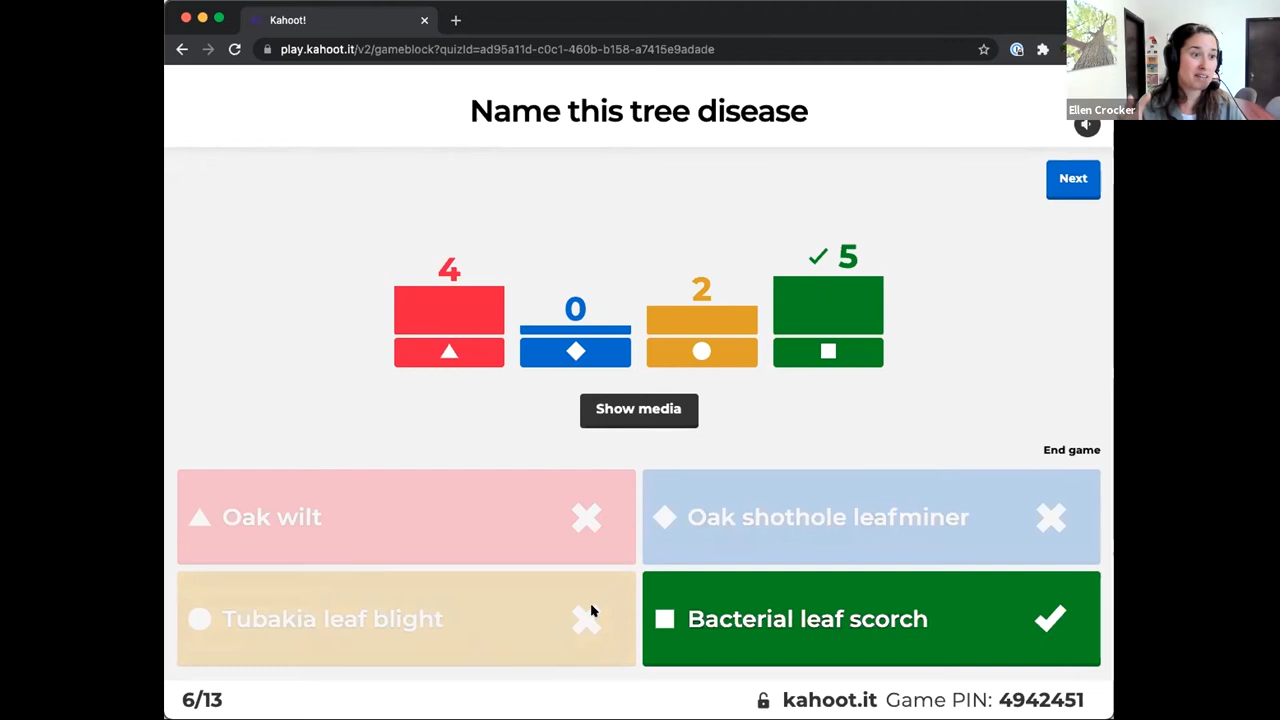 Kahoot!
play.kahoot.it/v2/gameblock?quizId=ad95a11d-c0c1-460b-b158-a7415e9adade
Ellen Crocker
Name this tree disease
Next
4
0
2
5
Show media
End game
Oak wilt
Oak shothole leafminer
Tubakia leaf blight
Bacterial leaf scorch
6/13
kahoot.it Game PIN: 4942451